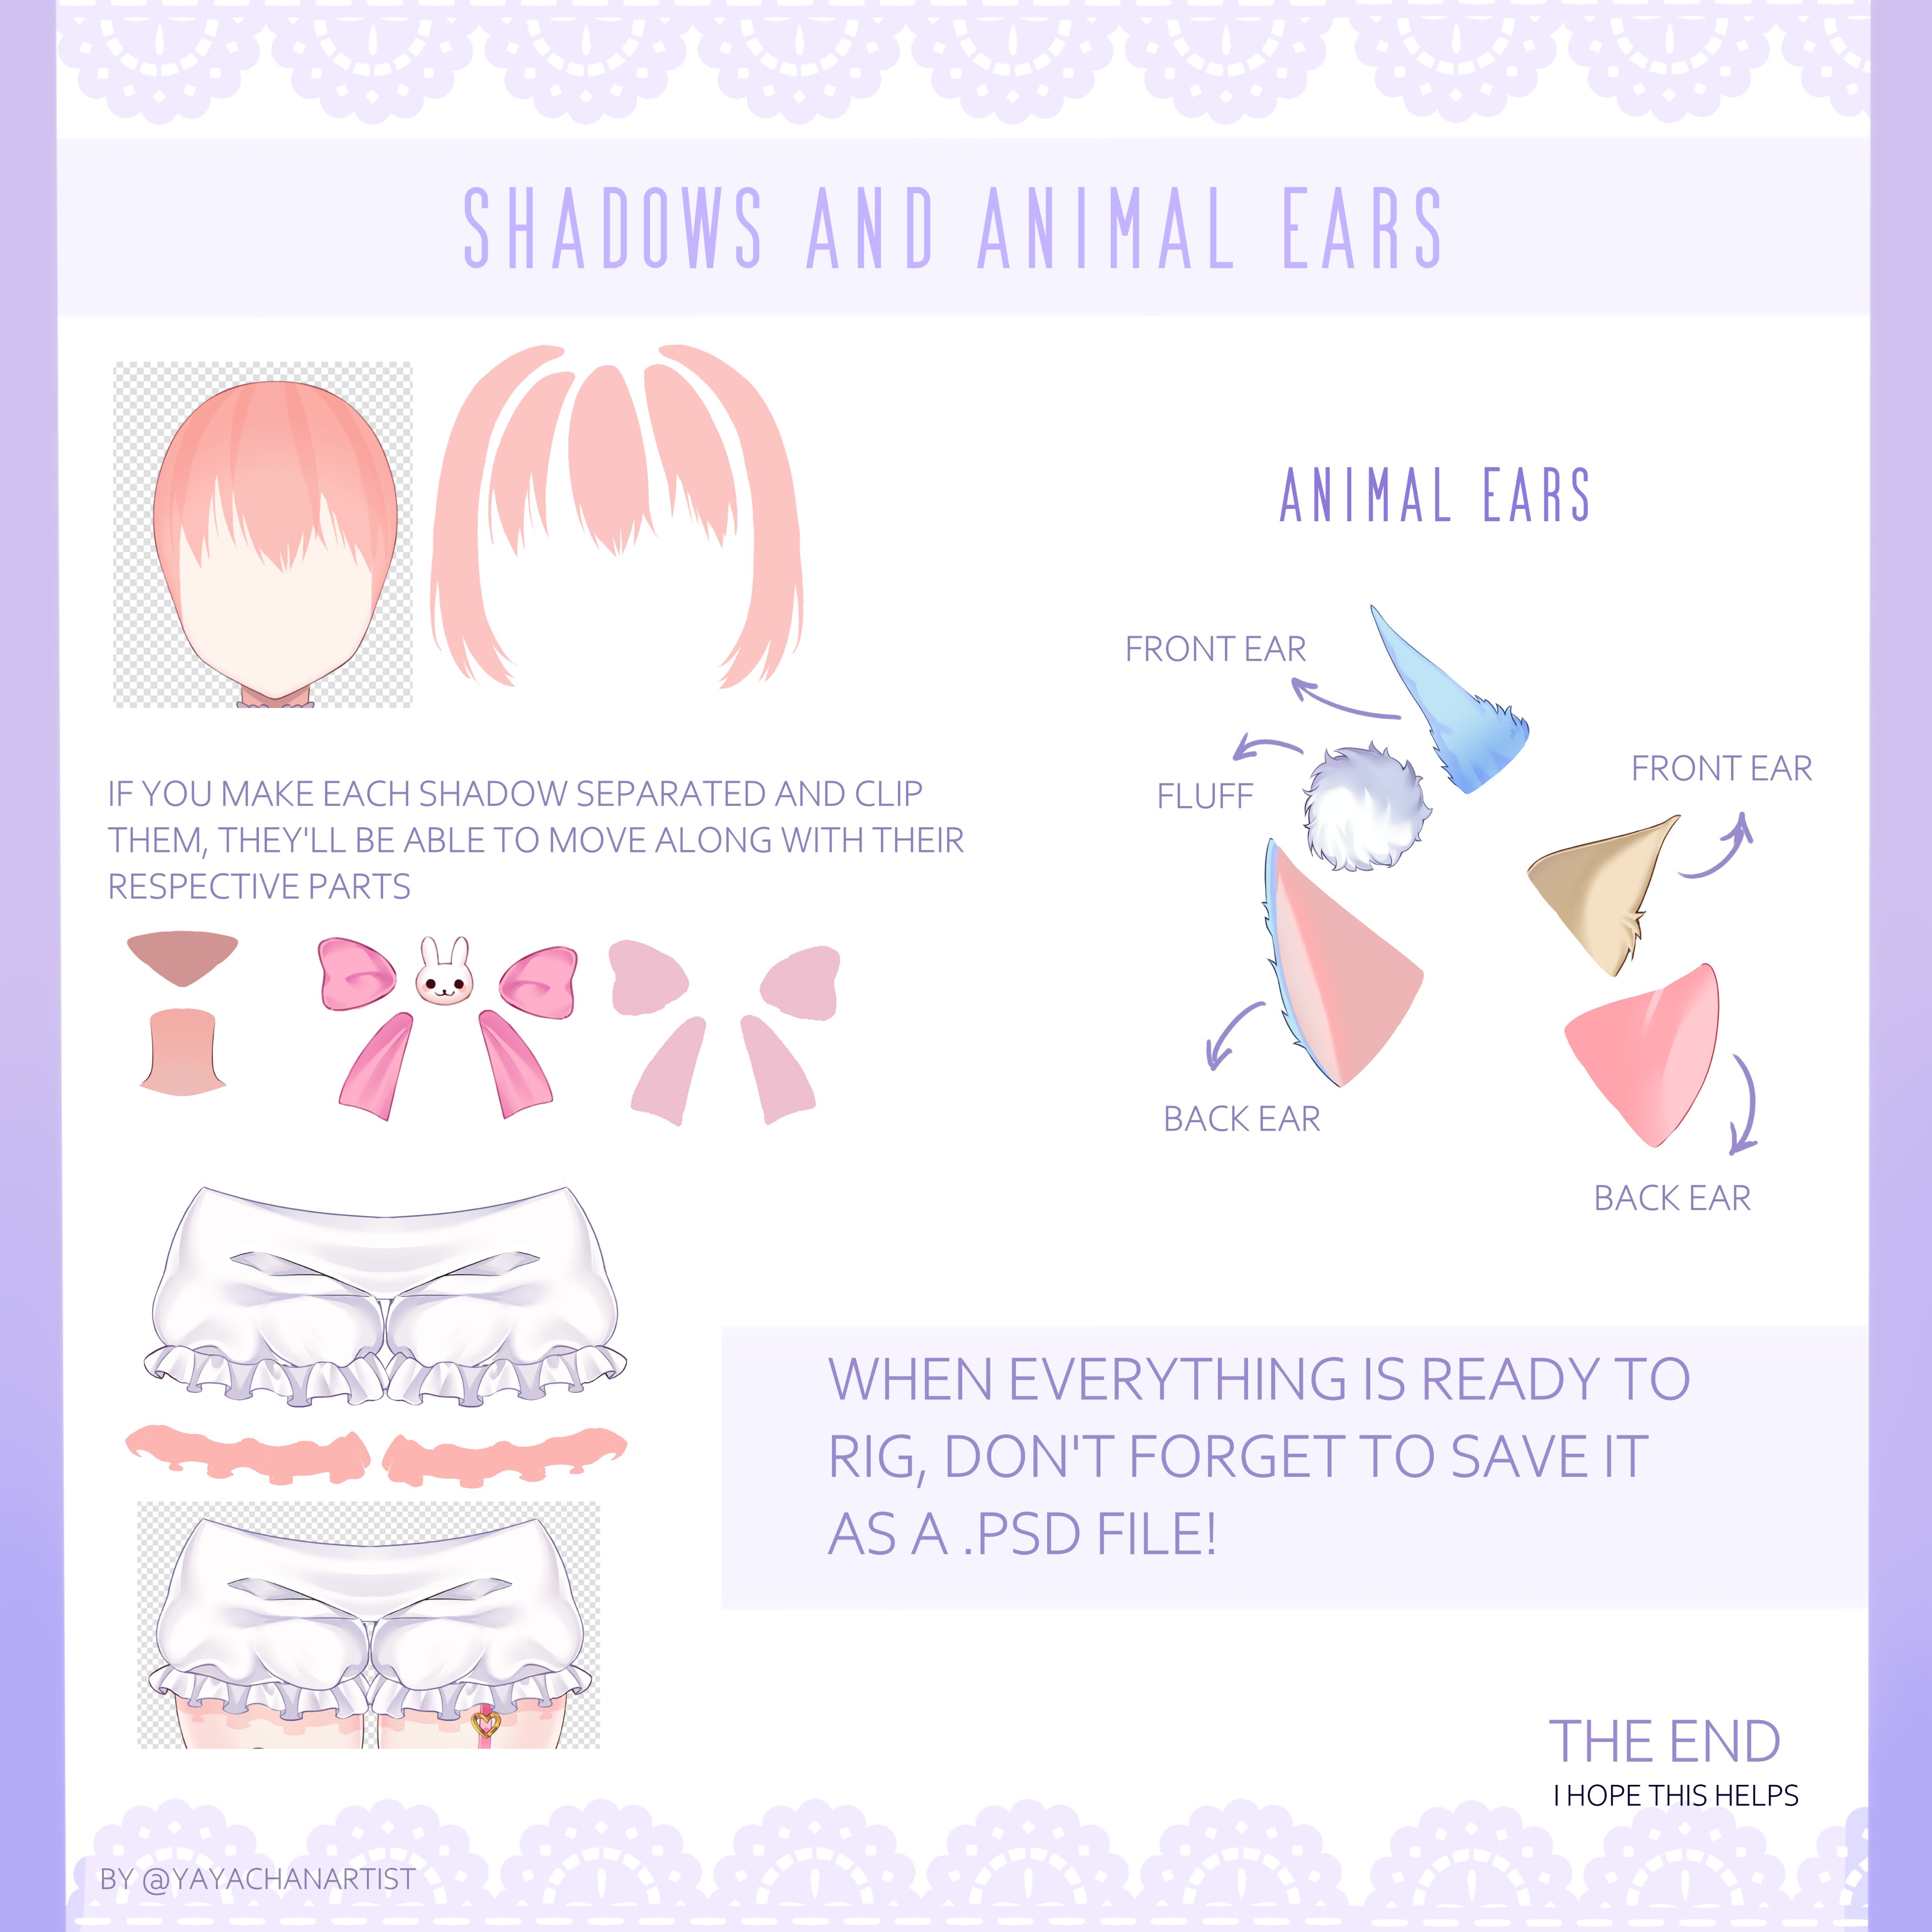 SHADOWS AND ANIMAL EARS
IF YOU MAKE EACH SHADOW SEPARATED AND CLIP
THEM, THEY'LL BE ABLE TO MOVE ALONG WITH THEIR
RESPECTIVE PARTS
ANIMAL EARS
FRONT EAR
FLUFF
BACK EAR
FRONT EAR
BACK EAR
WHEN EVERYTHING IS READY TO
RIG, DON'T FORGET TO SAVE IT
AS A .PSD FILE!
THE END
I HOPE THIS HELPS
BY @YAYACHANARTIST